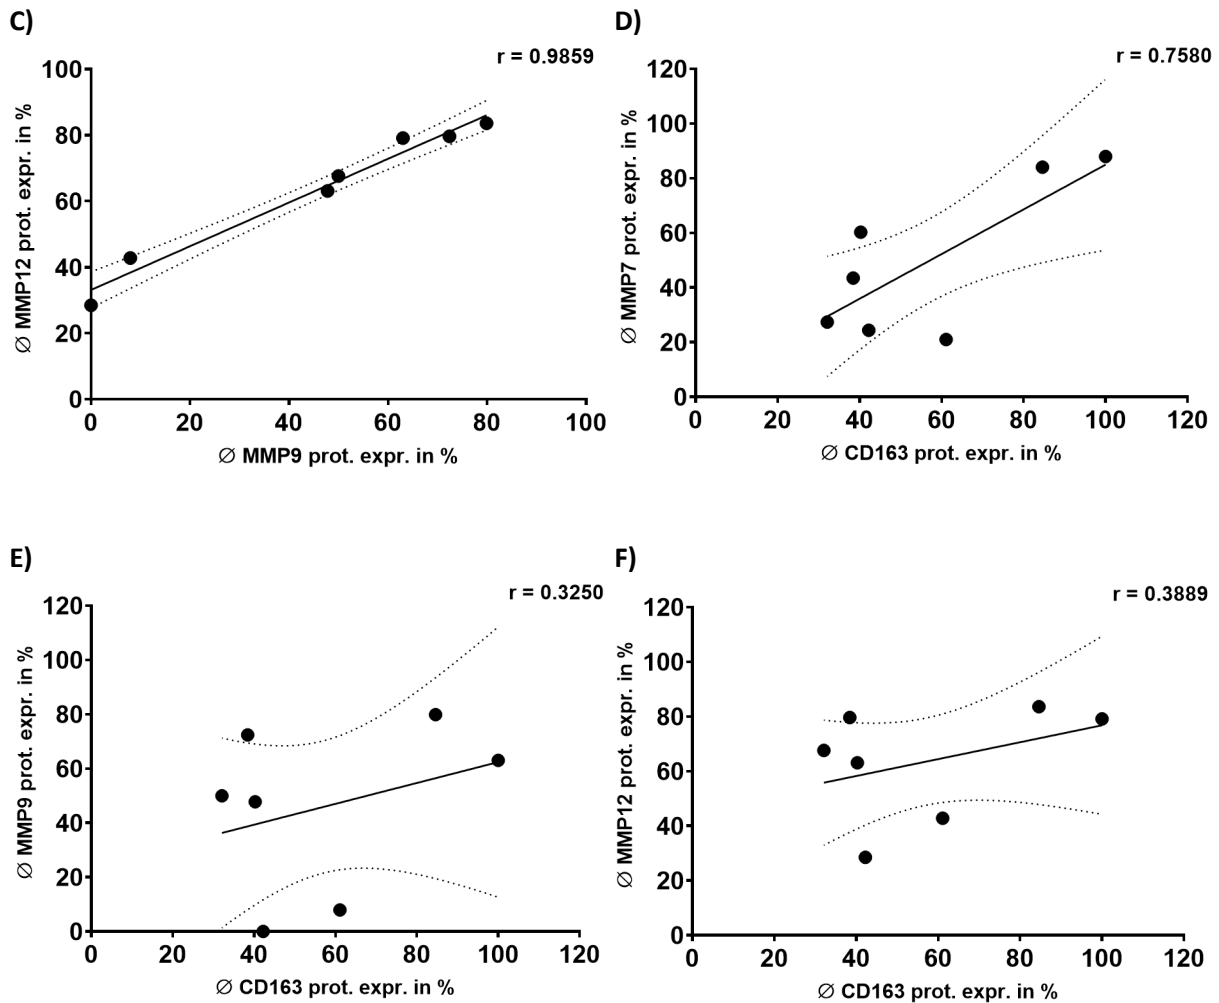 C)
r = 0.9859
100
80
60
40
20
0
0 20 40 60 80 100
Ø MMP12 prot. expr. in %
Ø MMP9 prot. expr. in %
D)
r = 0.7580
120
100
80
60
40
20
0
0 20 40 60 80 100 120
Ø MMP7 prot. expr. in %
Ø CD163 prot. expr. in %
E)
r = 0.3250
120
100
80
60
40
20
0
0 20 40 60 80 100 120
Ø MMP9 prot. expr. in %
Ø CD163 prot. expr. in %
F)
r = 0.3889
120
100
80
60
40
20
0
0 20 40 60 80 100 120
Ø MMP12 prot. expr. in %
Ø CD163 prot. expr. in %